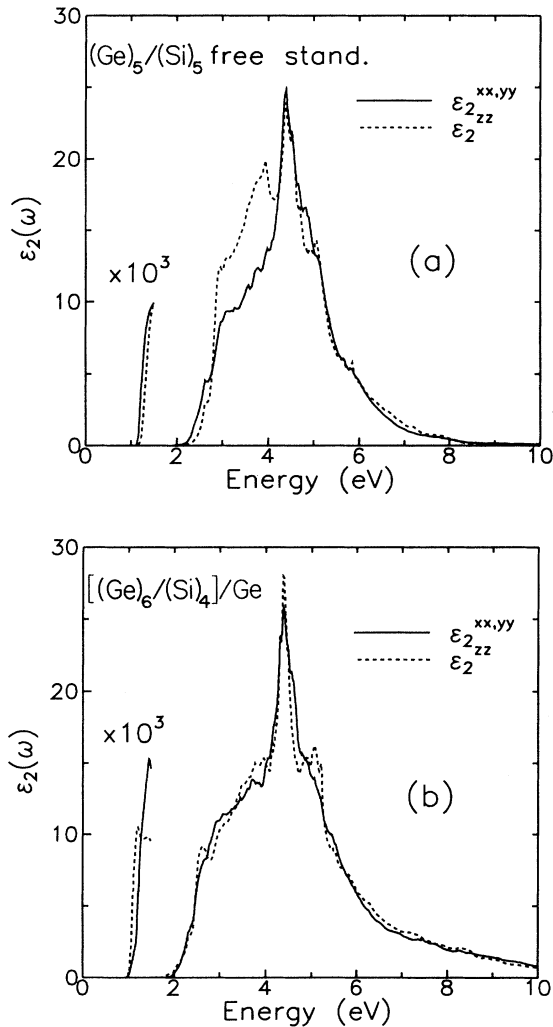 30
(Ge)₅/(Si)₅ free stand.
ε₂ˣˣ,ʸʸ
ε₂ᶻᶻ
20
ε₂(ω)
(a)
x10³
10
0
0 2 4 6 8 10
Energy (eV)
30
[(Ge)₆/(Si)₄]/Ge
ε₂ˣˣ,ʸʸ
ε₂ᶻᶻ
20
ε₂(ω)
x10³
(b)
10
0
0 2 4 6 8 10
Energy (eV)